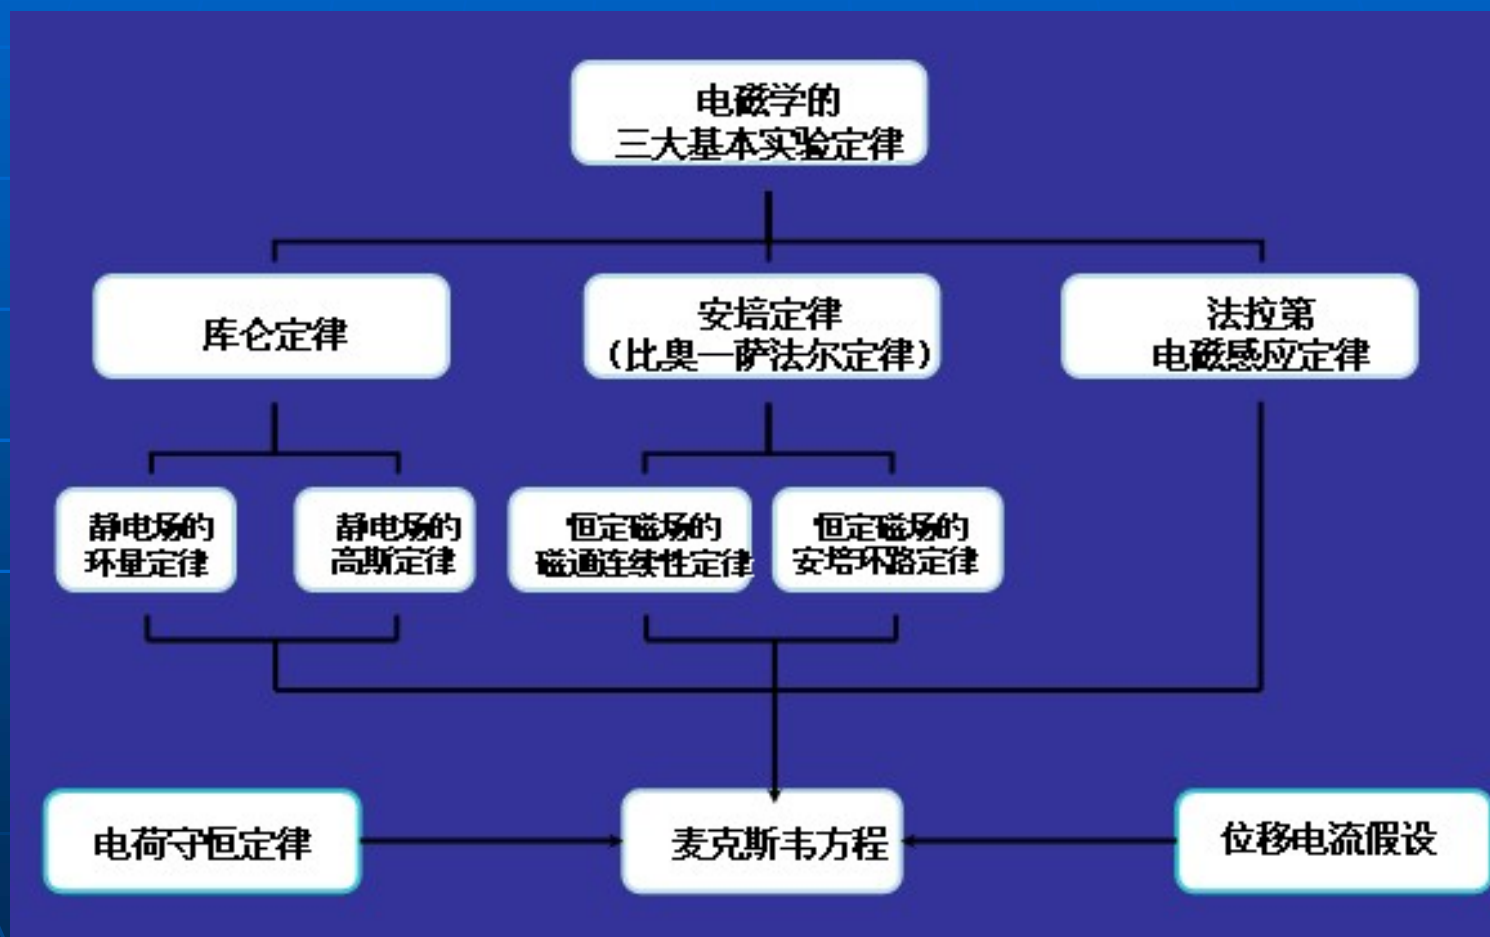 电磁学的
三大基本实验定律
库仑定律
安培定律
（比奥—萨法尔定律）
法拉第
电磁感应定律
静电场的
环量定律
静电场的
高斯定律
恒定磁场的
磁通连续性定律
恒定磁场的
安培环路定律
电荷守恒定律
麦克斯韦方程
位移电流假设